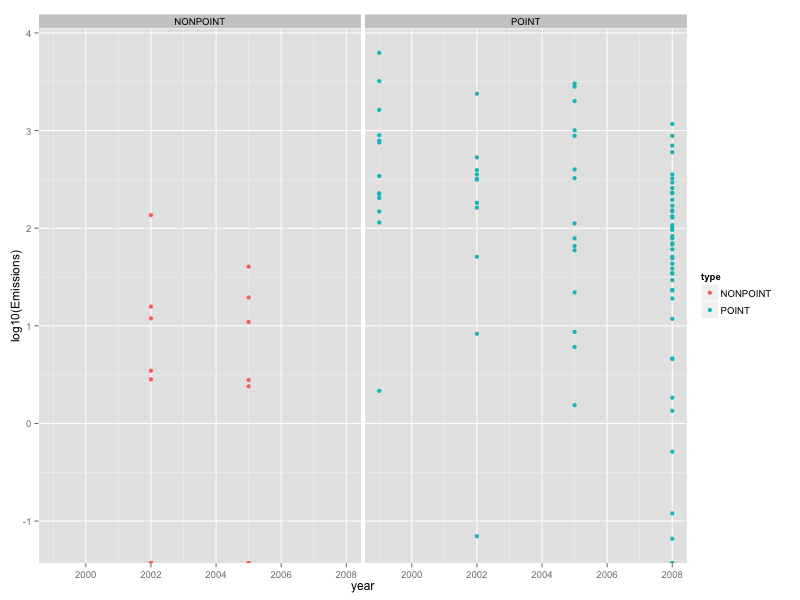 NONPOINT
POINT
4
3
2
1
0
-1
log10(Emissions)
2000
2002
2004
2006
2008
2000
2002
2004
2006
2008
year
type
NONPOINT
POINT